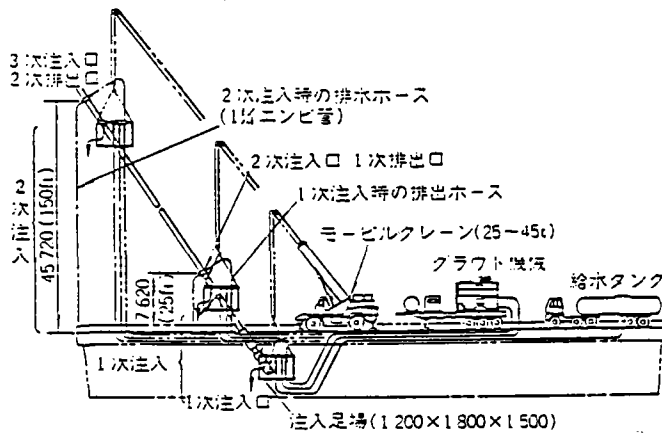 3次注入口
2次排出口
2次注入時の排水ホース
(1½エンビ管)
2次注入口 1次排出口
1次注入時の排出ホース
モービルクレーン(25〜45t)
グラウト機械
給水タンク
2次注入
45 720 (150ft)
7 620
(25ft)
1次注入
1次注入口
注入足場(1 200×1 800×1 500)